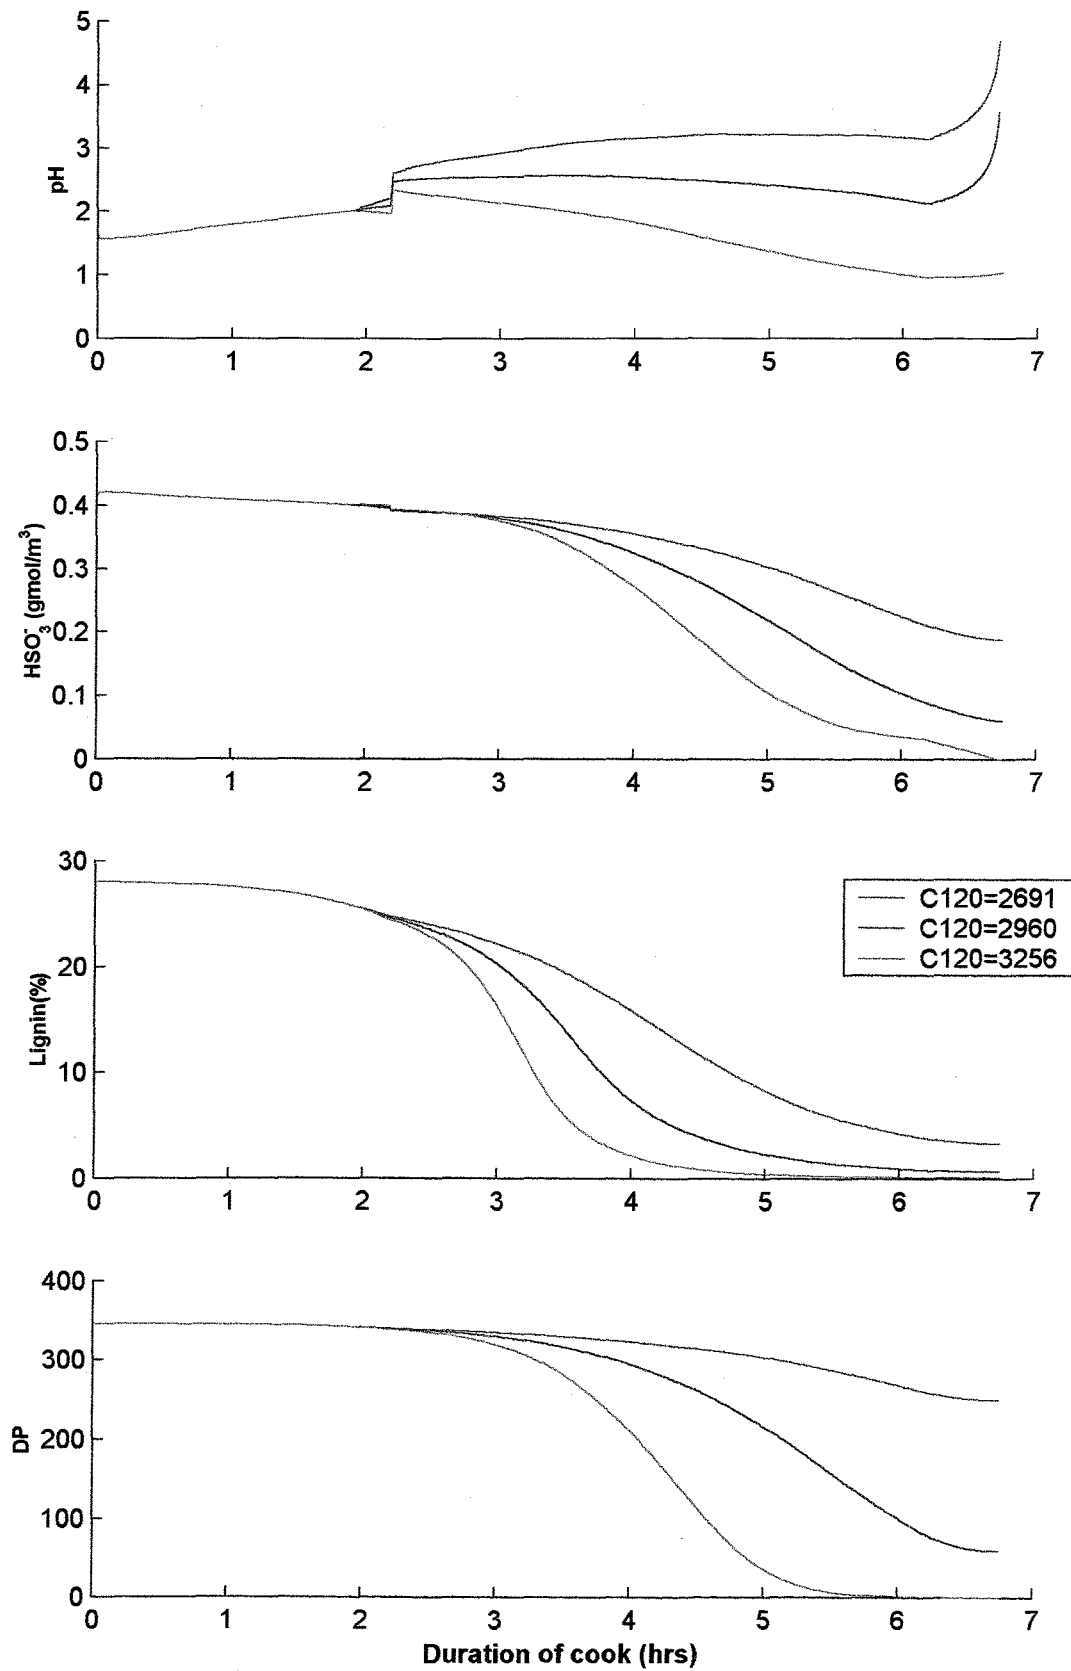 5
4
3
2
1
0
pH
0 1 2 3 4 5 6 7
0.5
0.4
0.3
0.2
0.1
0
HSO₃⁻ (gmol/m³)
0 1 2 3 4 5 6 7
30
20
10
0
Lignin(%)
C120=2691
C120=2960
C120=3256
0 1 2 3 4 5 6 7
400
300
200
100
0
DP
0 1 2 3 4 5 6 7
Duration of cook (hrs)